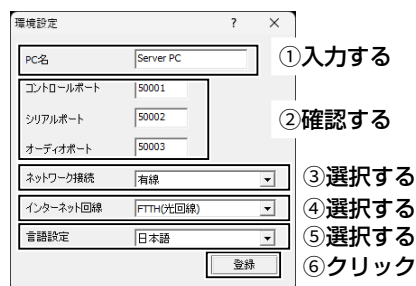 環境設定 ? ×
PC名 Server PC ①入力する
コントロールポート 50001
シリアルポート 50002 ②確認する
オーディオポート 50003
ネットワーク接続 有線 ③選択する
インターネット回線 FTTH(光回線) ④選択する
言語設定 日本語 ⑤選択する
登録 ⑥クリック